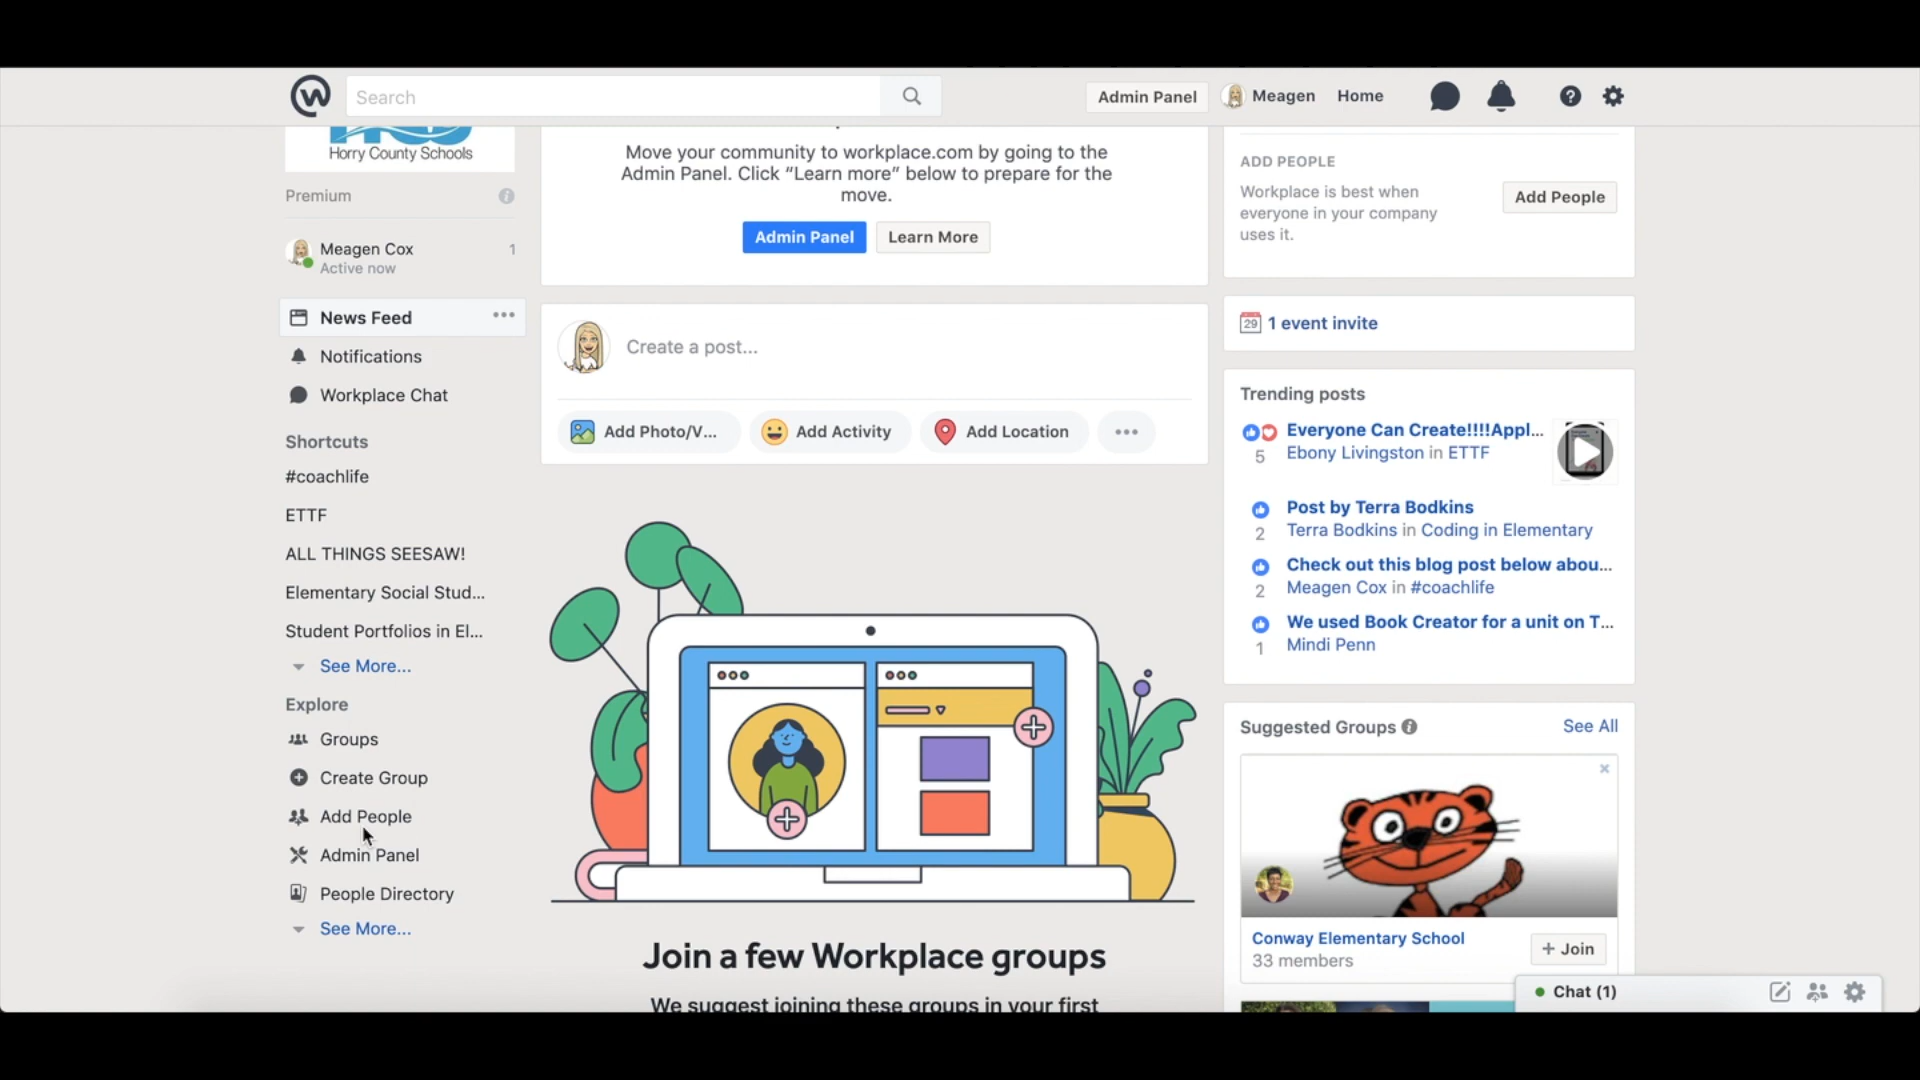 Search
Admin Panel
Meagen
Home
Horry County Schools
Premium
Meagen Cox
1
Active now
News Feed
Notifications
Workplace Chat
Shortcuts
#coachlife
ETTF
ALL THINGS SEESAW!
Elementary Social Stud...
Student Portfolios in El...
See More...
Explore
Groups
Create Group
Add People
Admin Panel
People Directory
See More...
Move your community to workplace.com by going to the
Admin Panel. Click “Learn more” below to prepare for the
move.
Admin Panel
Learn More
Create a post...
Add Photo/V...
Add Activity
Add Location
Join a few Workplace groups
We suggest joining these groups in your first
ADD PEOPLE
Workplace is best when
everyone in your company
uses it.
Add People
29
1 event invite
Trending posts
Everyone Can Create!!!!Appl...
5
Ebony Livingston in ETTF
Post by Terra Bodkins
2
Terra Bodkins in Coding in Elementary
Check out this blog post below abou...
2
Meagen Cox in #coachlife
We used Book Creator for a unit on T...
1
Mindi Penn
Suggested Groups
See All
Conway Elementary School
33 members
+ Join
Chat (1)